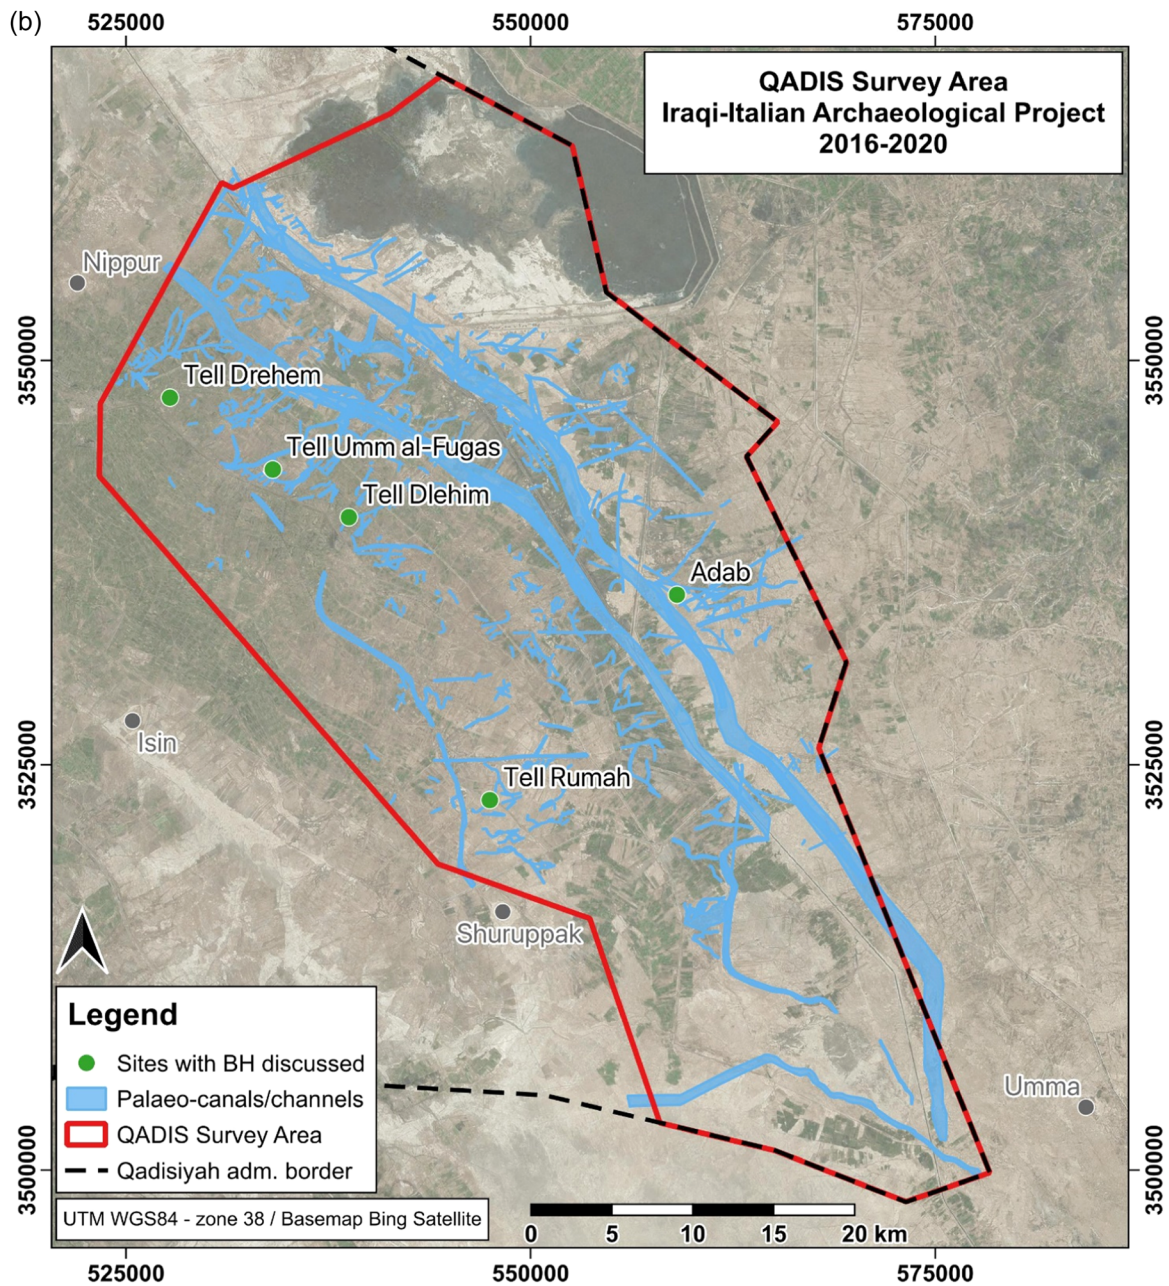 (b)
525000
550000
575000
QADIS Survey Area
Iraqi-Italian Archaeological Project
2016-2020
Nippur
3550000
3550000
Tell Drehem
Tell Umm al-Fugas
Tell Dlehim
Adab
Isin
3525000
3525000
Tell Rumah
Shuruppak
Legend
Sites with BH discussed
Palaeo-canals/channels
QADIS Survey Area
Qadisiyah adm. border
Umma
3500000
3500000
UTM WGS84 - zone 38 / Basemap Bing Satellite
0 5 10 15 20 km
525000
550000
575000